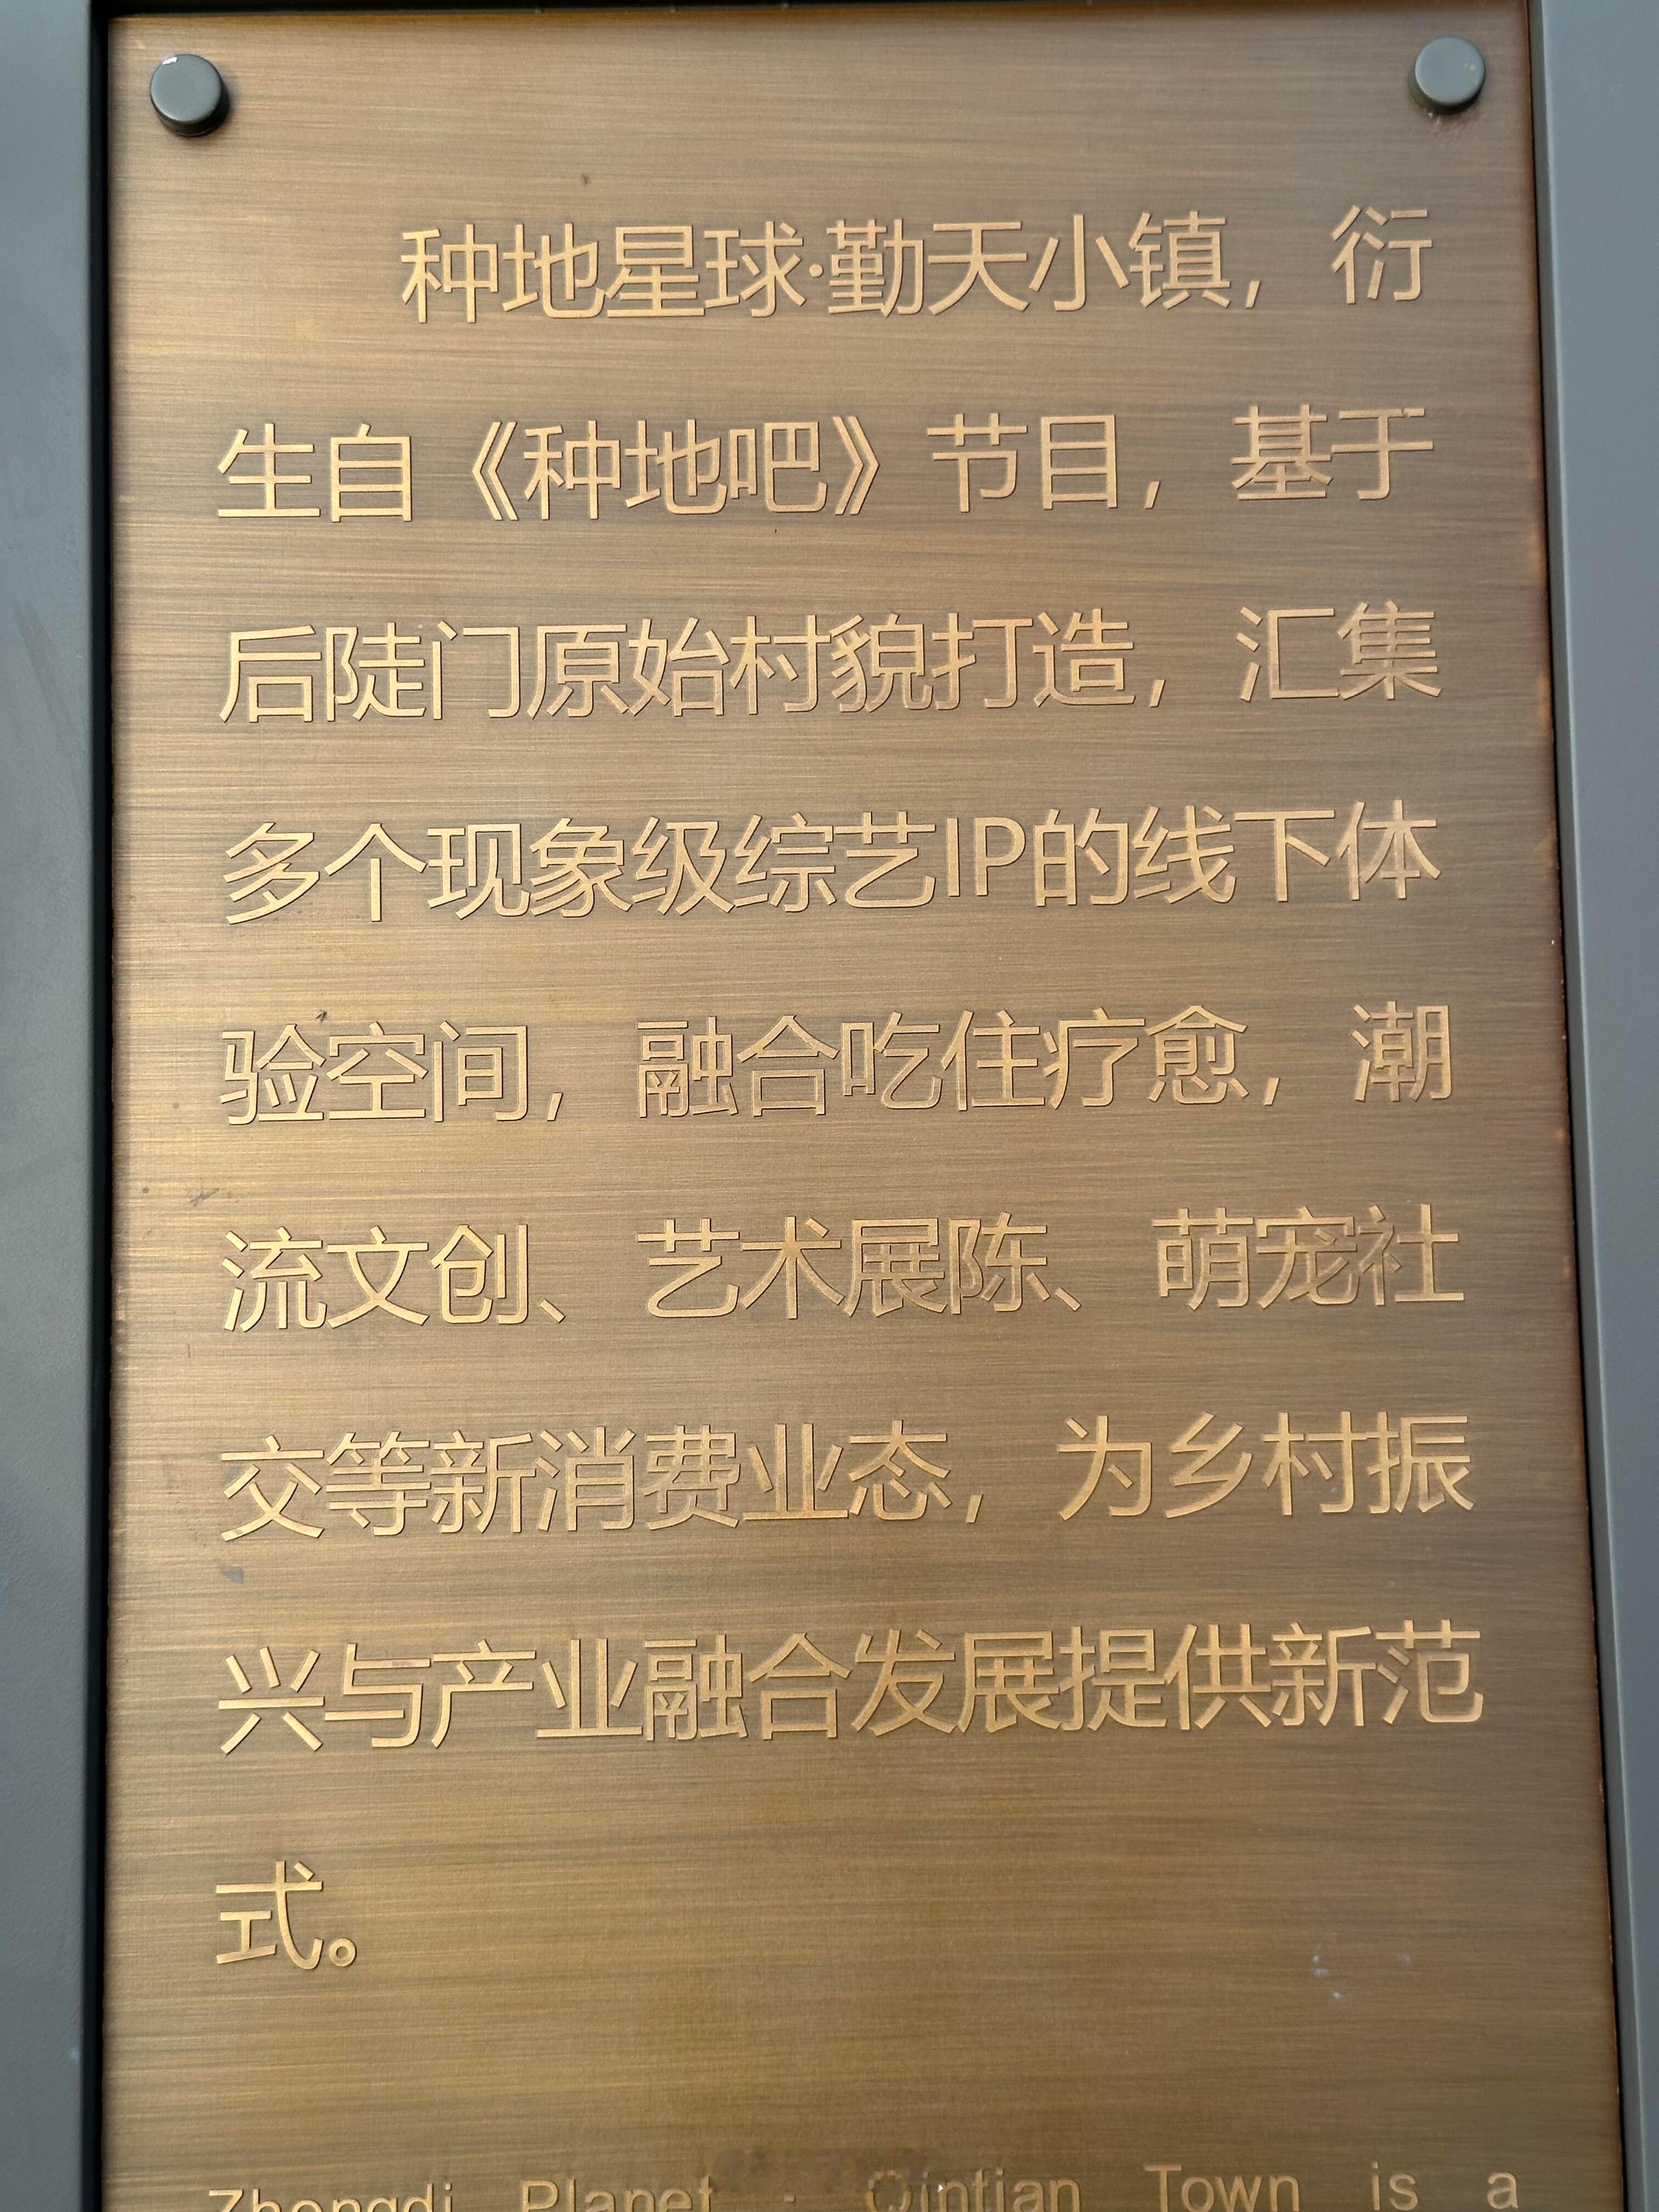 种地星球·勤天小镇，衍
生自《种地吧》节目，基于
后陡门原始村貌打造，汇集
多个现象级综艺IP的线下体
验空间，融合吃住疗愈，潮
流文创、艺术展陈、萌宠社
交等新消费业态，为乡村振
兴与产业融合发展提供新范
式。
Zhongdi Planet · Qintian Town is a